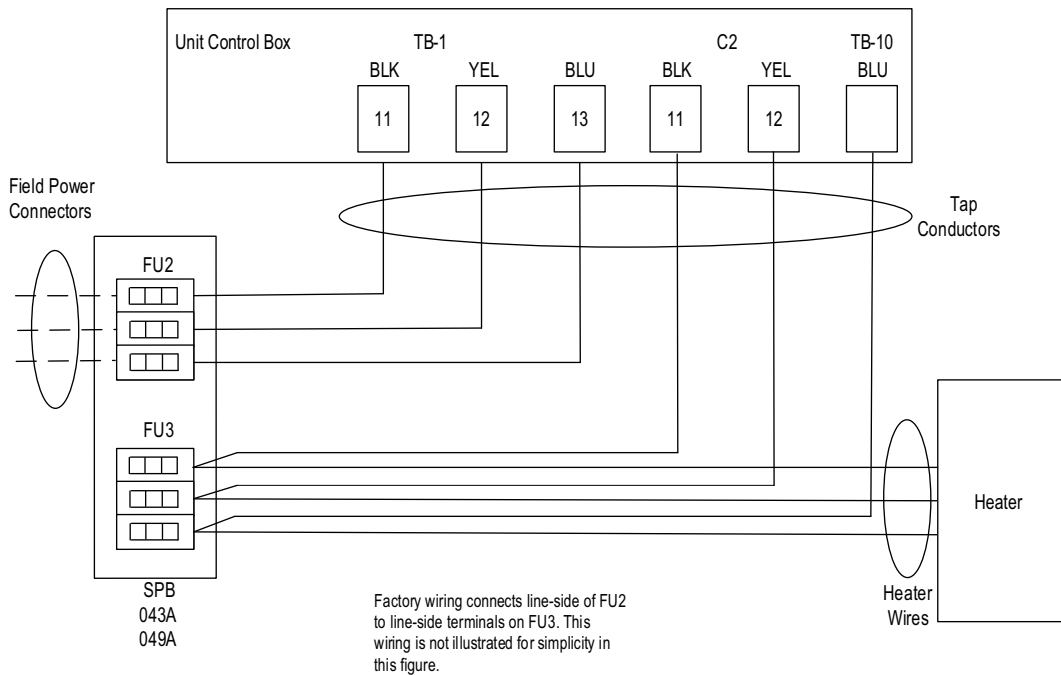 Unit Control Box TB-1 C2 TB-10
BLK YEL BLU BLK YEL BLU
11 12 13 11 12
Field Power
Connectors
Tap
Conductors
FU2
FU3
Heater
SPB
043A
049A
Heater
Wires
Factory wiring connects line-side of FU2
to line-side terminals on FU3. This
wiring is not illustrated for simplicity in
this figure.